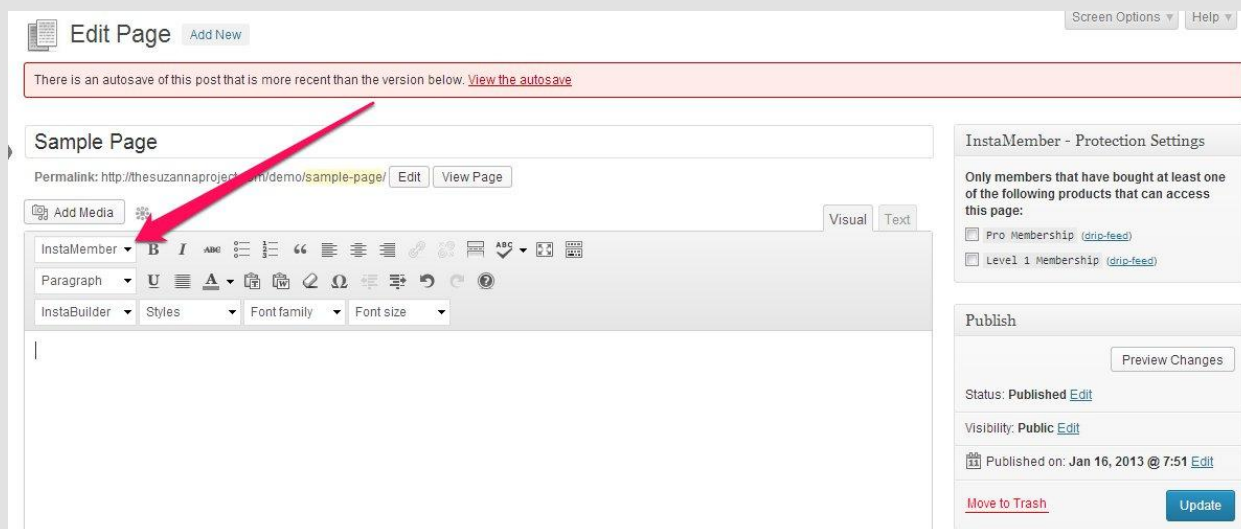 Screen Options Help
Edit Page Add New
There is an autosave of this post that is more recent than the version below. View the autosave
Sample Page
Permalink: http://thesuzannaproject.com/demo/sample-page/ Edit View Page
Add Media
Visual Text
InstaMember B I ABC ABC
Paragraph U A Ω
InstaBuilder Styles Font family Font size
InstaMember - Protection Settings
Only members that have bought at least one
of the following products that can access
this page:
Pro Membership (drip-feed)
Level 1 Membership (drip-feed)
Publish
Preview Changes
Status: Published Edit
Visibility: Public Edit
11 Published on: Jan 16, 2013 @ 7:51 Edit
Move to Trash Update